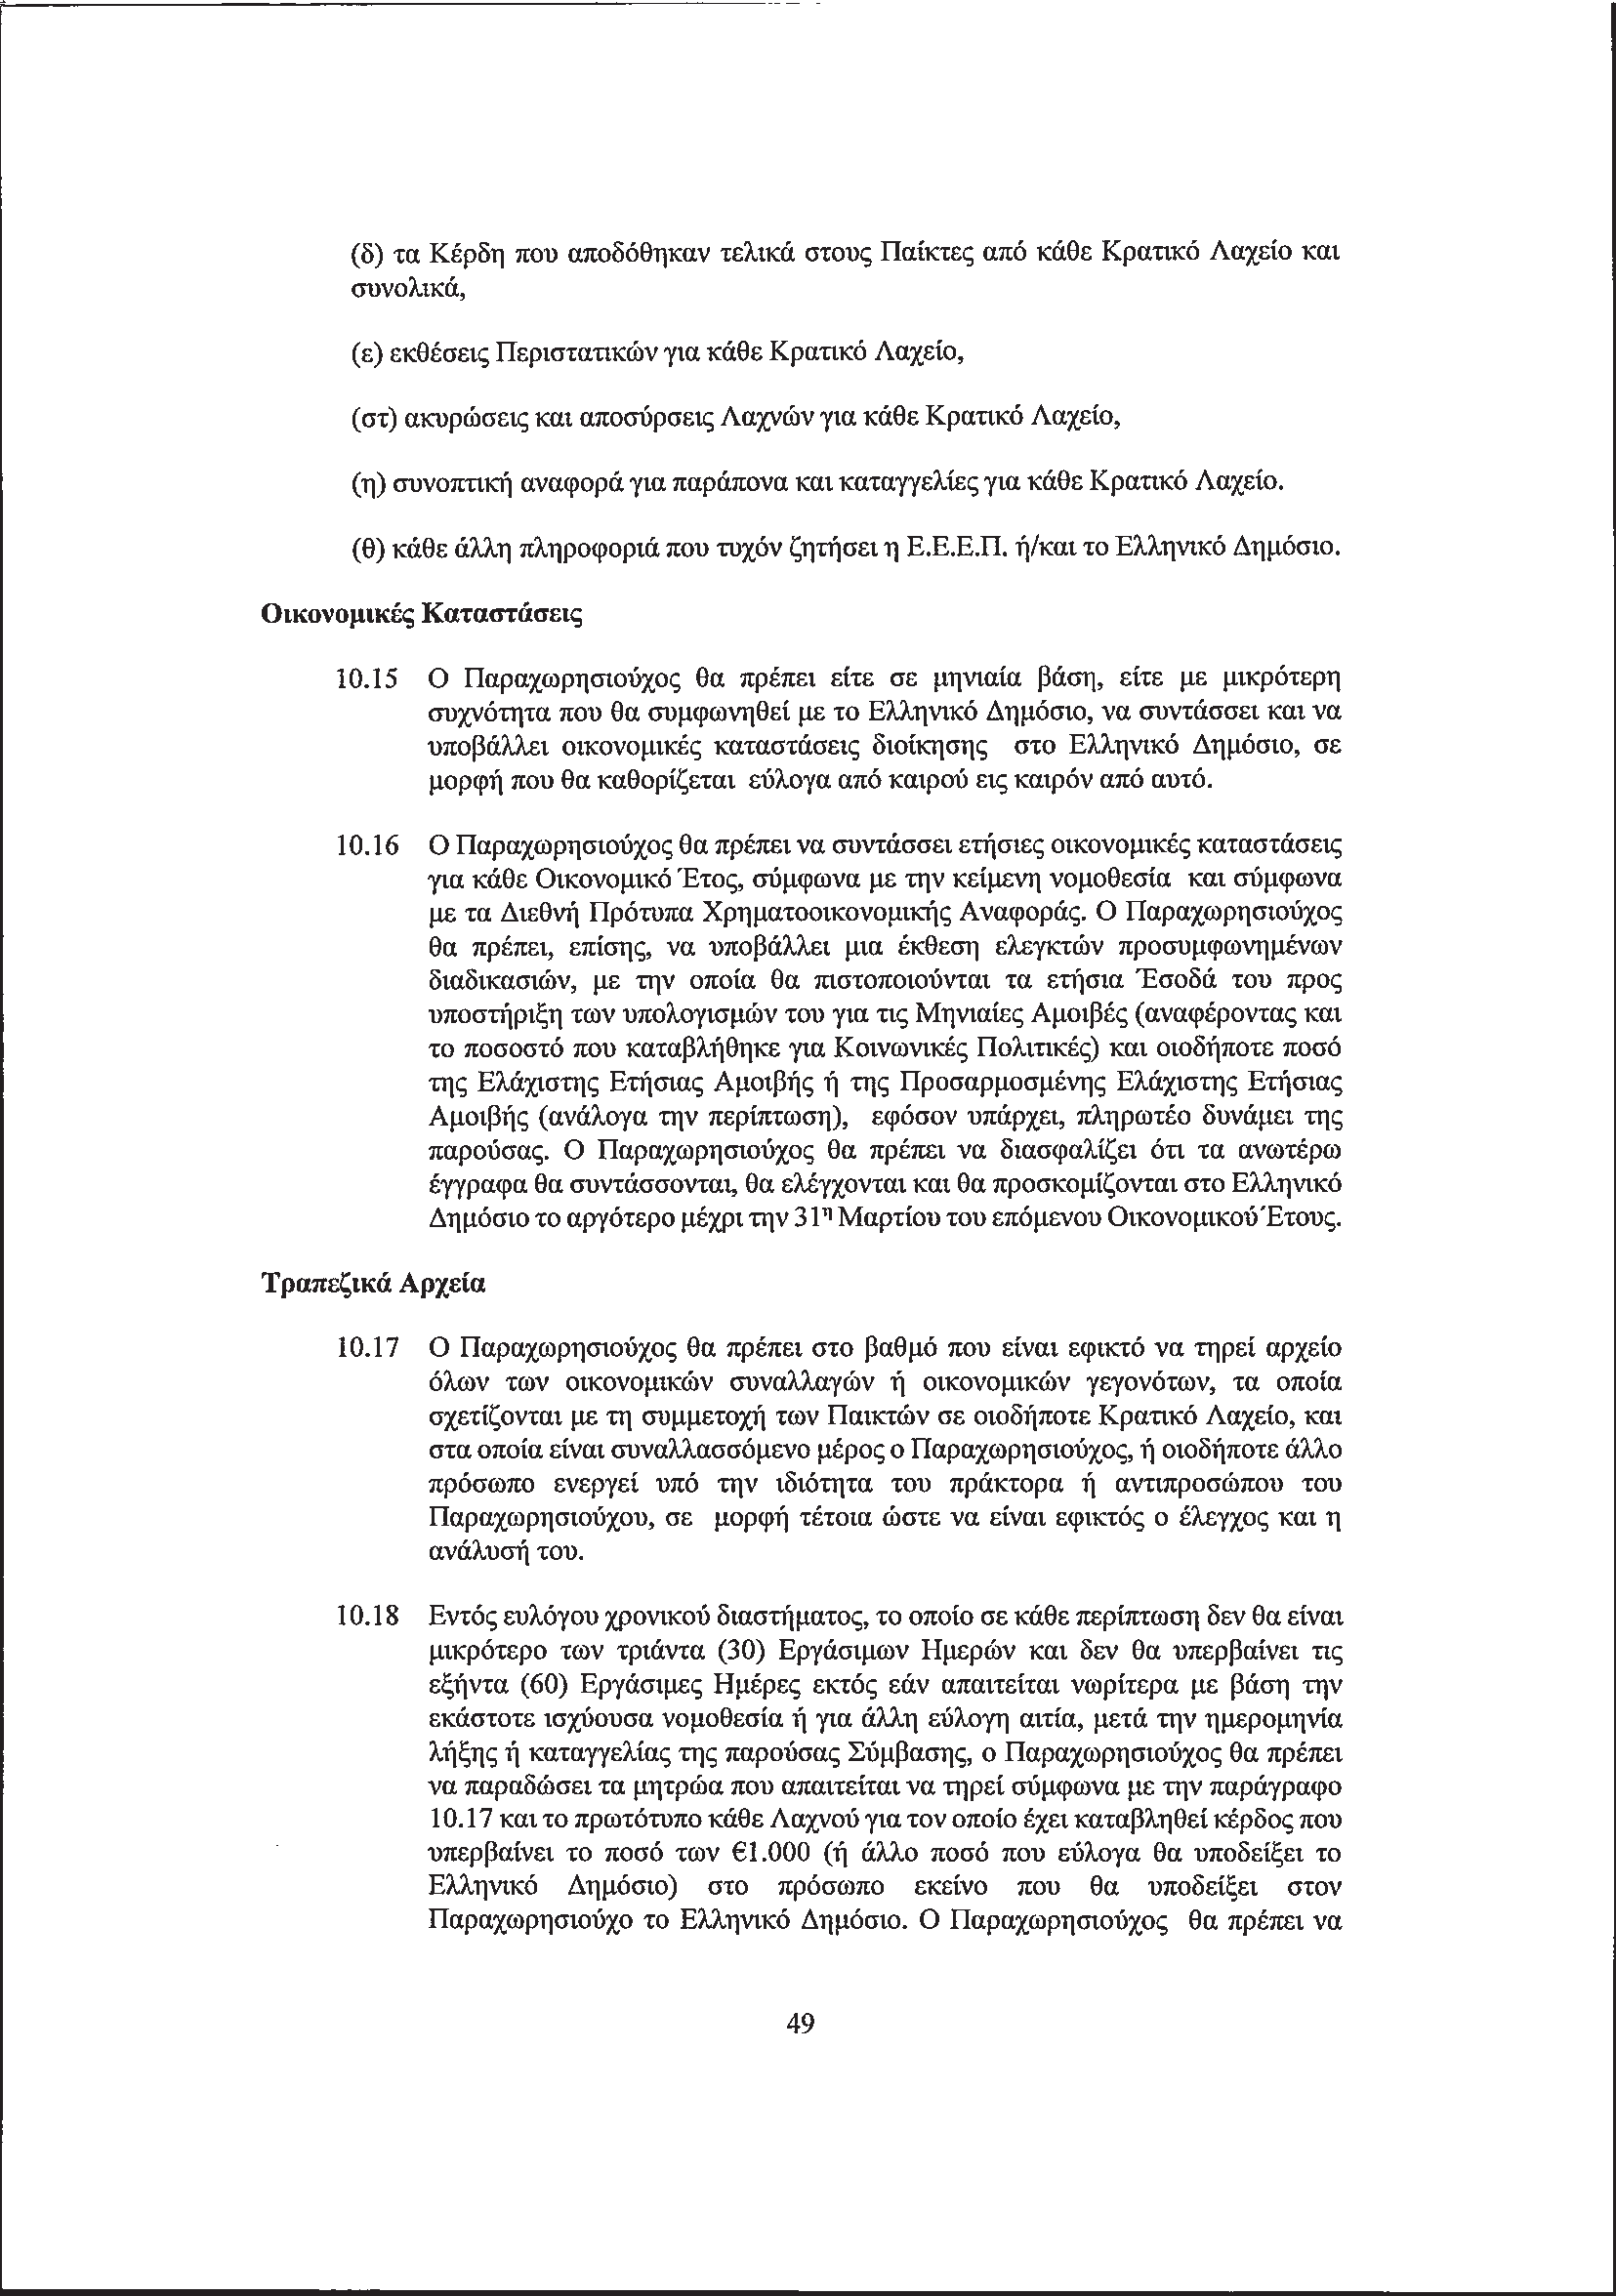 (δ) τα Κέρδη που αποδόθηκαν τελικά στους Παίκτες από κάθε Κρατικό Λαχείο και
συνολικά,
(ε) εκθέσεις Περιστατικών για κάθε Κρατικό Λαχείο,
(στ) ακυρώσεις και αποσύρσεις Λαχνών για κάθε Κρατικό Λαχείο,
(η) συνοπτική αναφορά για παράπονα και καταγγελίες για κάθε Κρατικό Λαχείο.
(θ) κάθε άλλη πληροφοριά που τυχόν ζητήσει η Ε.Ε.Ε.Π. ή/και το Ελληνικό Δημόσιο.
Οικονομικές Καταστάσεις
10.15 Ο Παραχωρησιούχος θα πρέπει είτε σε μηνιαία βάση, είτε με μικρότερη
συχνότητα που θα συμφωνηθεί με το Ελληνικό Δημόσιο, να συντάσσει και να
υποβάλλει οικονομικές καταστάσεις διοίκησης στο Ελληνικό Δημόσιο, σε
μορφή που θα καθορίζεται εύλογα από καιρού εις καιρόν από αυτό.
10.16 Ο Παραχωρησιούχος θα πρέπει να συντάσσει ετήσιες οικονομικές καταστάσεις
για κάθε Οικονομικό Έτος, σύμφωνα με την κείμενη νομοθεσία και σύμφωνα
με τα Διεθνή Πρότυπα Χρηματοοικονομικής Αναφοράς. Ο Παραχωρησιούχος
θα πρέπει, επίσης, να υποβάλλει μια έκθεση ελεγκτών προσυμφωνημένων
διαδικασιών, με την οποία θα πιστοποιούνται τα ετήσια Έσοδά του προς
υποστήριξη των υπολογισμών του για τις Μηνιαίες Αμοιβές (αναφέροντας και
το ποσοστό που καταβλήθηκε για Κοινωνικές Πολιτικές) και οιοδήποτε ποσό
της Ελάχιστης Ετήσιας Αμοιβής ή της Προσαρμοσμένης Ελάχιστης Ετήσιας
Αμοιβής (ανάλογα την περίπτωση), εφόσον υπάρχει, πληρωτέο δυνάμει της
παρούσας. Ο Παραχωρησιούχος θα πρέπει να διασφαλίζει ότι τα ανωτέρω
έγγραφα θα συντάσσονται, θα ελέγχονται και θα προσκομίζονται στο Ελληνικό
Δημόσιο το αργότερο μέχρι την 31η Μαρτίου του επόμενου Οικονομικού Έτους.
Τραπεζικά Αρχεία
10.17 Ο Παραχωρησιούχος θα πρέπει στο βαθμό που είναι εφικτό να τηρεί αρχείο
όλων των οικονομικών συναλλαγών ή οικονομικών γεγονότων, τα οποία
σχετίζονται με τη συμμετοχή των Παικτών σε οιοδήποτε Κρατικό Λαχείο, και
στα οποία είναι συναλλασσόμενο μέρος ο Παραχωρησιούχος, ή οιοδήποτε άλλο
πρόσωπο ενεργεί υπό την ιδιότητα του πράκτορα ή αντιπροσώπου του
Παραχωρησιούχου, σε μορφή τέτοια ώστε να είναι εφικτός ο έλεγχος και η
ανάλυσή του.
10.18 Εντός ευλόγου χρονικού διαστήματος, το οποίο σε κάθε περίπτωση δεν θα είναι
μικρότερο των τριάντα (30) Εργάσιμων Ημερών και δεν θα υπερβαίνει τις
εξήντα (60) Εργάσιμες Ημέρες εκτός εάν απαιτείται νωρίτερα με βάση την
εκάστοτε ισχύουσα νομοθεσία ή για άλλη εύλογη αιτία, μετά την ημερομηνία
λήξης ή καταγγελίας της παρούσας Σύμβασης, ο Παραχωρησιούχος θα πρέπει
να παραδώσει τα μητρώα που απαιτείται να τηρεί σύμφωνα με την παράγραφο
10.17 και το πρωτότυπο κάθε Λαχνού για τον οποίο έχει καταβληθεί κέρδος που
υπερβαίνει το ποσό των €1.000 (ή άλλο ποσό που εύλογα θα υποδείξει το
Ελληνικό Δημόσιο) στο πρόσωπο εκείνο που θα υποδείξει στον
Παραχωρησιούχο το Ελληνικό Δημόσιο. Ο Παραχωρησιούχος θα πρέπει να
49